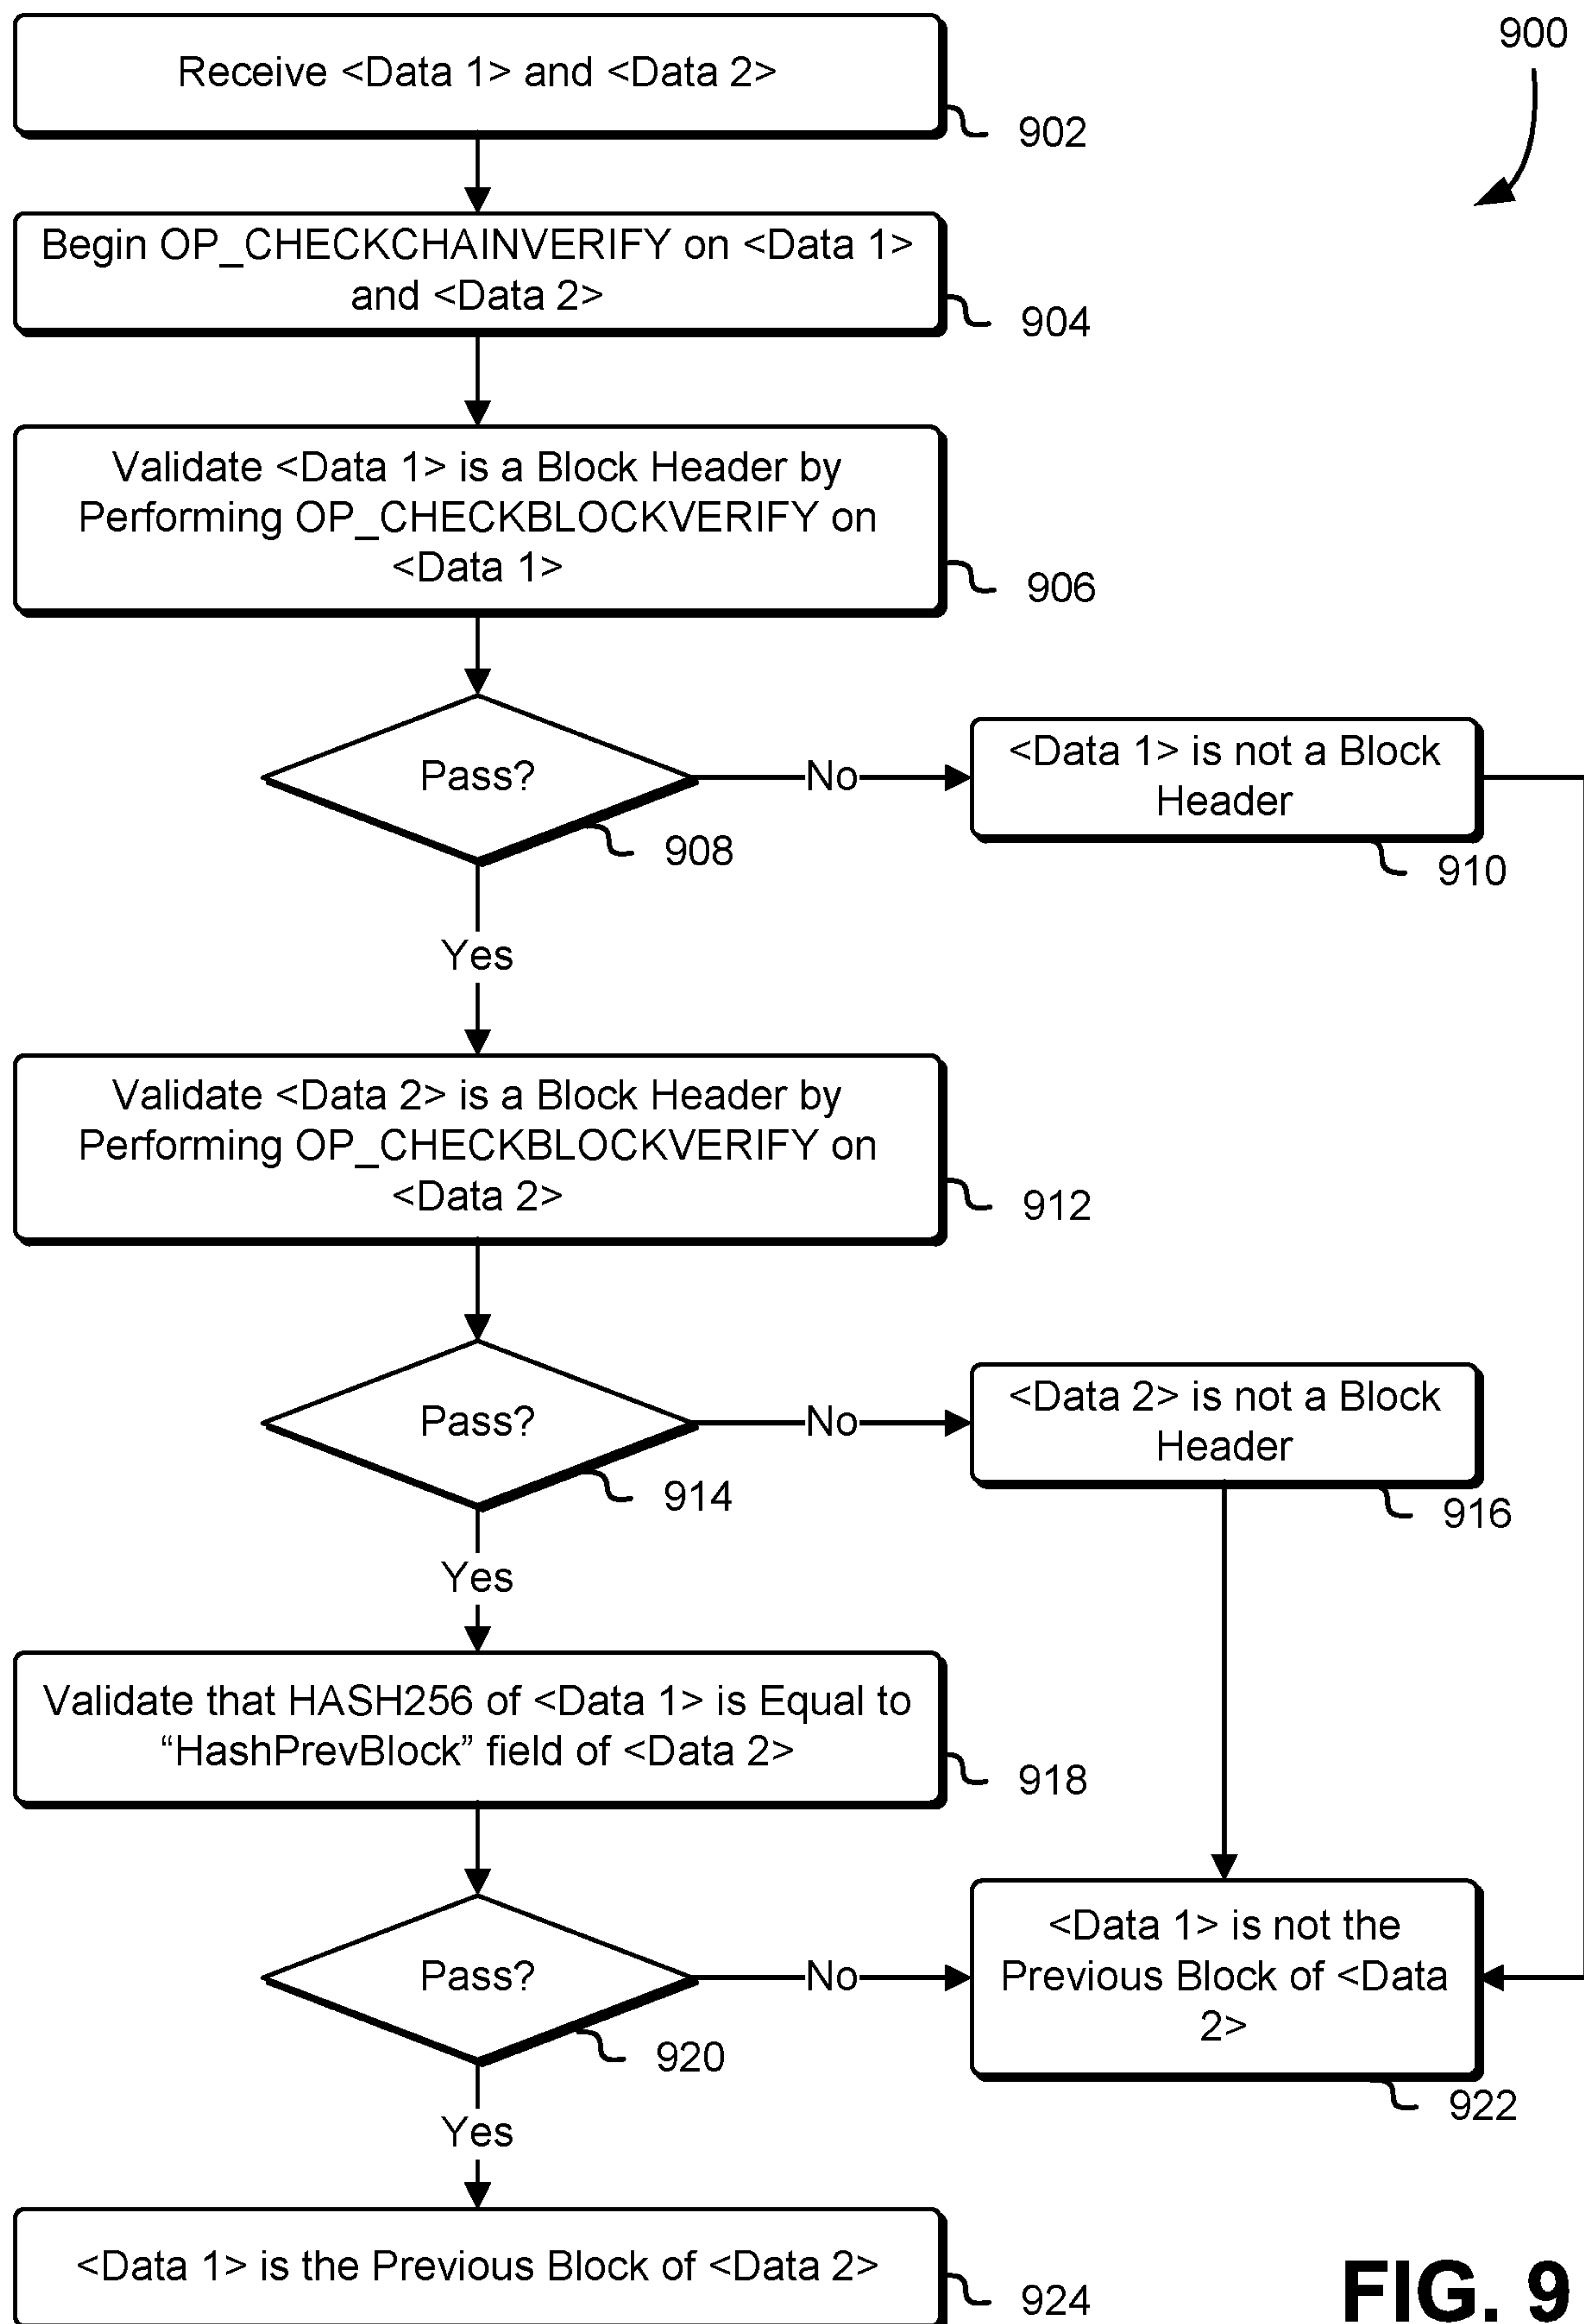 900
Receive <Data 1> and <Data 2>
902
Begin OP_CHECKCHAINVERIFY on <Data 1>
and <Data 2>
904
Validate <Data 1> is a Block Header by
Performing OP_CHECKBLOCKVERIFY on
<Data 1>
906
Pass?
908
No
<Data 1> is not a Block
Header
910
Yes
Validate <Data 2> is a Block Header by
Performing OP_CHECKBLOCKVERIFY on
<Data 2>
912
Pass?
914
No
<Data 2> is not a Block
Header
916
Yes
Validate that HASH256 of <Data 1> is Equal to
“HashPrevBlock” field of <Data 2>
918
Pass?
920
No
<Data 1> is not the
Previous Block of <Data
2>
922
Yes
<Data 1> is the Previous Block of <Data 2>
924
FIG. 9